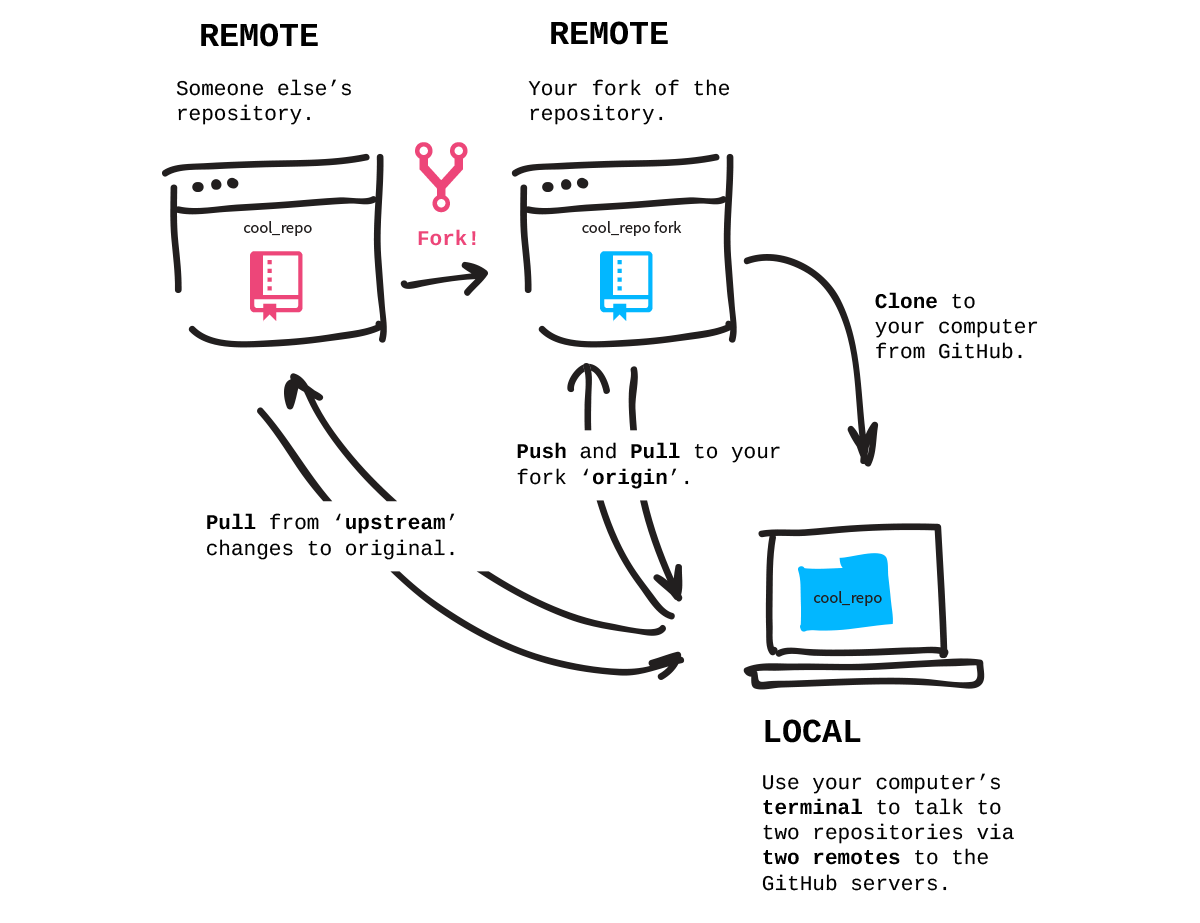 REMOTE
Someone else’s
repository.
cool_repo
Fork!
REMOTE
Your fork of the
repository.
cool_repo fork
Clone to
your computer
from GitHub.
Push and Pull to your
fork ‘origin’.
Pull from ‘upstream’
changes to original.
cool_repo
LOCAL
Use your computer’s
terminal to talk to
two repositories via
two remotes to the
GitHub servers.